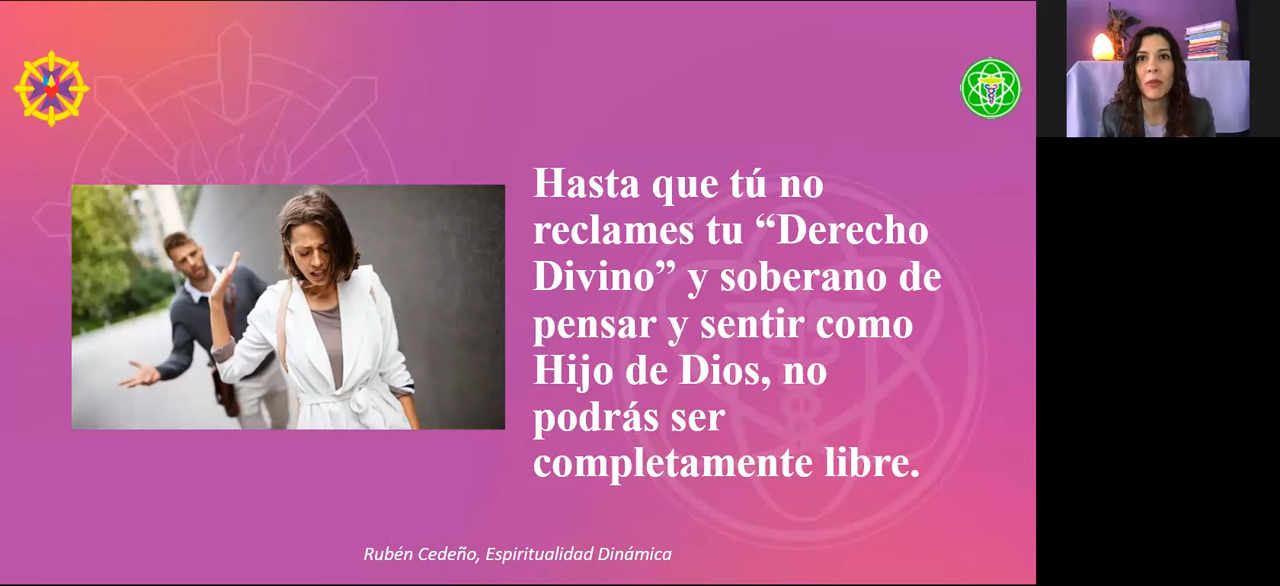 Hasta que tú no
reclames tu “Derecho
Divino” y soberano de
pensar y sentir como
Hijo de Dios, no
podrás ser
completamente libre.
Rubén Cedeño, Espiritualidad Dinámica